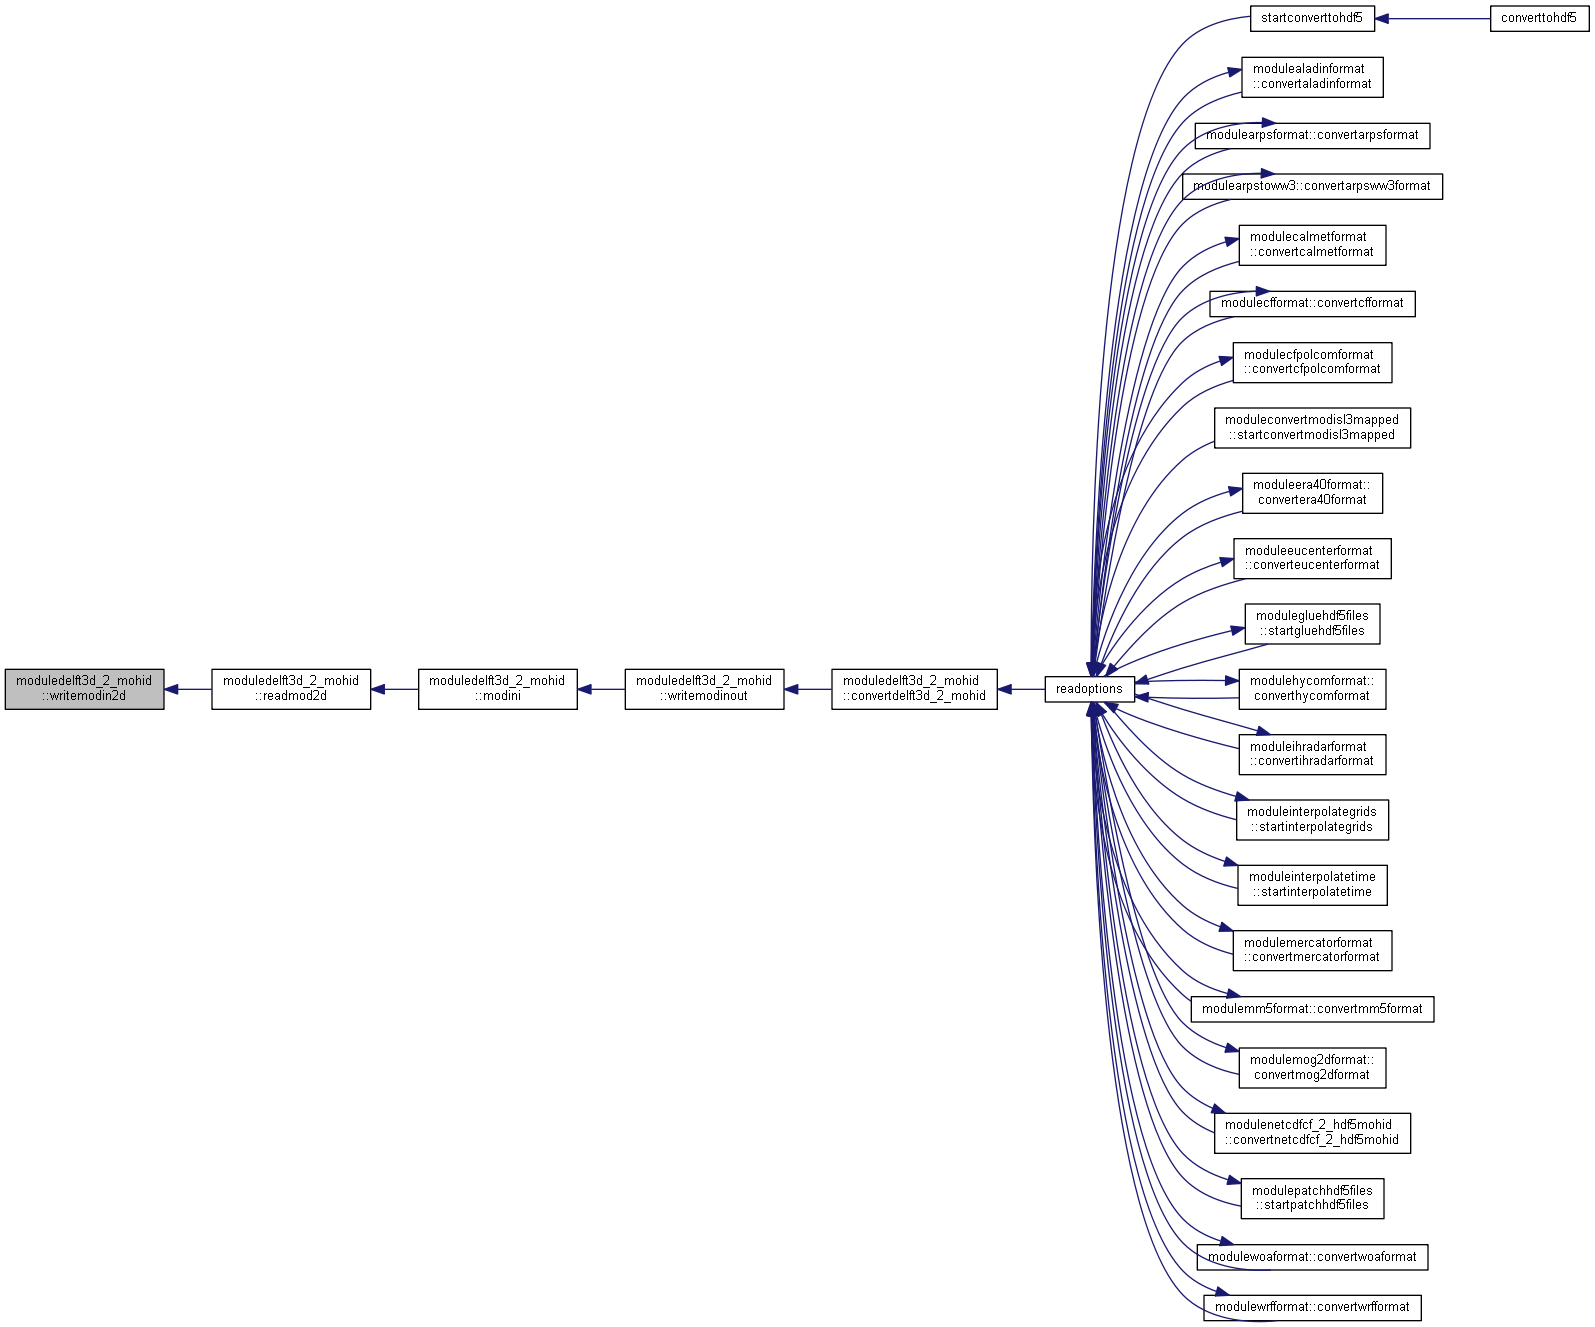 startconverttohdf5
converttohdf5
modulealadinformat
::convertaladinformat
modulearpsformat::convertarpsformat
modulearpstoww3::convertarpsww3format
modulecalmetformat
::convertcalmetformat
modulecfformat::convertcfformat
modulecfpolcomformat
::convertcfpolcomformat
moduleconvertmodisl3mapped
::startconvertmodisl3mapped
moduleera40format::
convertera40format
moduleeucenterformat
::converteucenterformat
modulegluehdf5files
::startgluehdf5files
moduledelft3d_2_mohid
::writemodin2d
moduledelft3d_2_mohid
::readmod2d
moduledelft3d_2_mohid
::modini
moduledelft3d_2_mohid
::writemodinout
moduledelft3d_2_mohid
::convertdelft3d_2_mohid
readoptions
modulehycomformat::
converthycomformat
moduleihradarformat
::convertihradarformat
moduleinterpolategrids
::startinterpolategrids
moduleinterpolatetime
::startinterpolatetime
modulemercatorformat
::convertmercatorformat
modulemm5format::convertmm5format
modulemog2dformat::
convertmog2dformat
modulenetcdfcf_2_hdf5mohid
::convertnetcdfcf_2_hdf5mohid
modulepatchhdf5files
::startpatchhdf5files
modulewoaformat::convertwoaformat
modulewrfformat::convertwrfformat